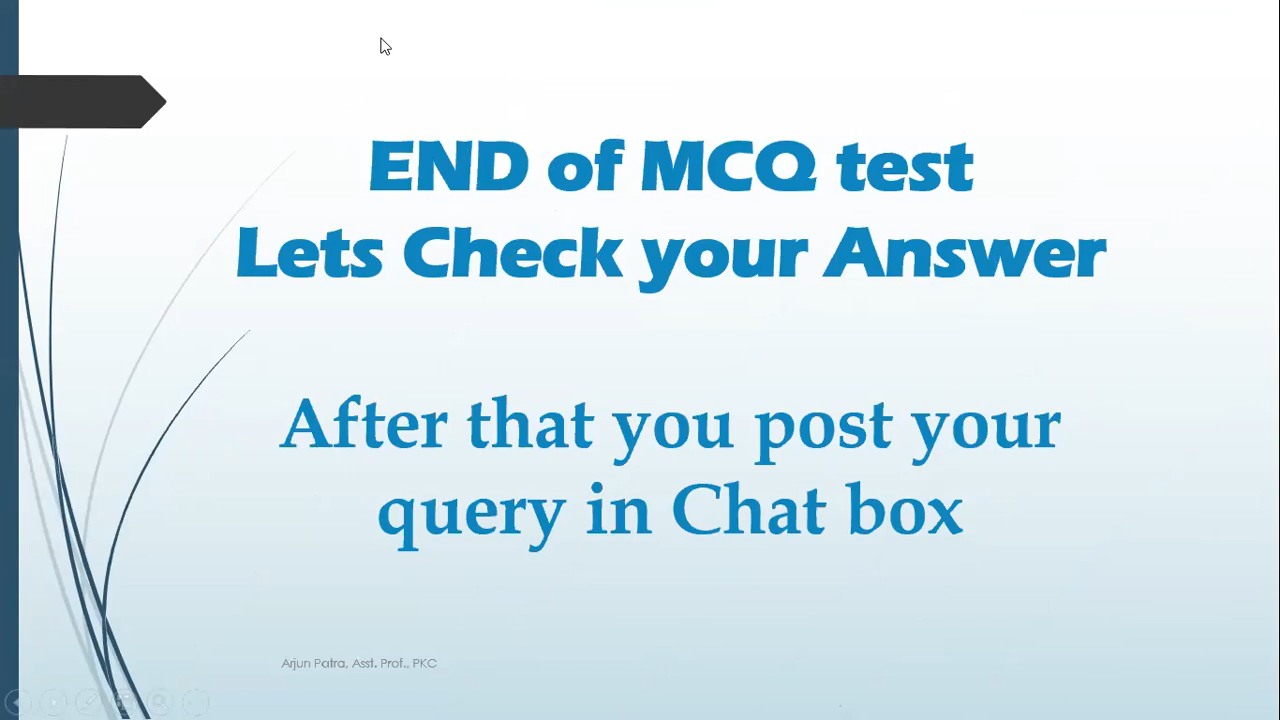 END of MCQ test
Lets Check your Answer
After that you post your
query in Chat box
Arjun Patra, Asst. Prof., PKC